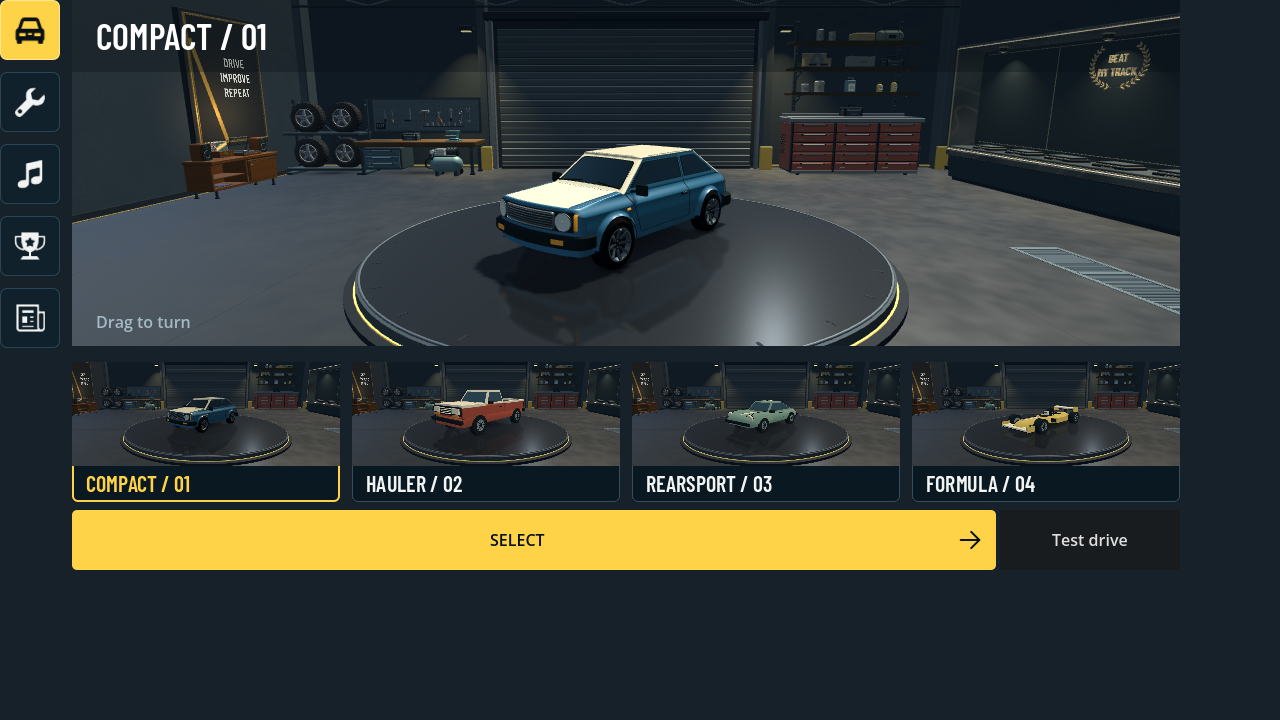 COMPACT / 01
DRIVE
IMPROVE
REPEAT
BEAT
MY TRACK
Drag to turn
COMPACT / 01
HAULER / 02
REARSPORT / 03
FORMULA / 04
SELECT
Test drive